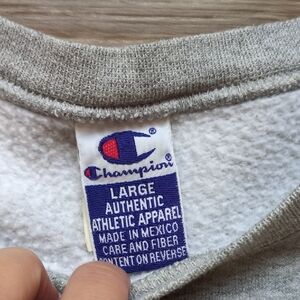 Champion
LARGE
AUTHENTIC
ATHLETIC APPAREL
MADE IN MEXICO
CARE AND FIBER
CONTENT ON REVERSE